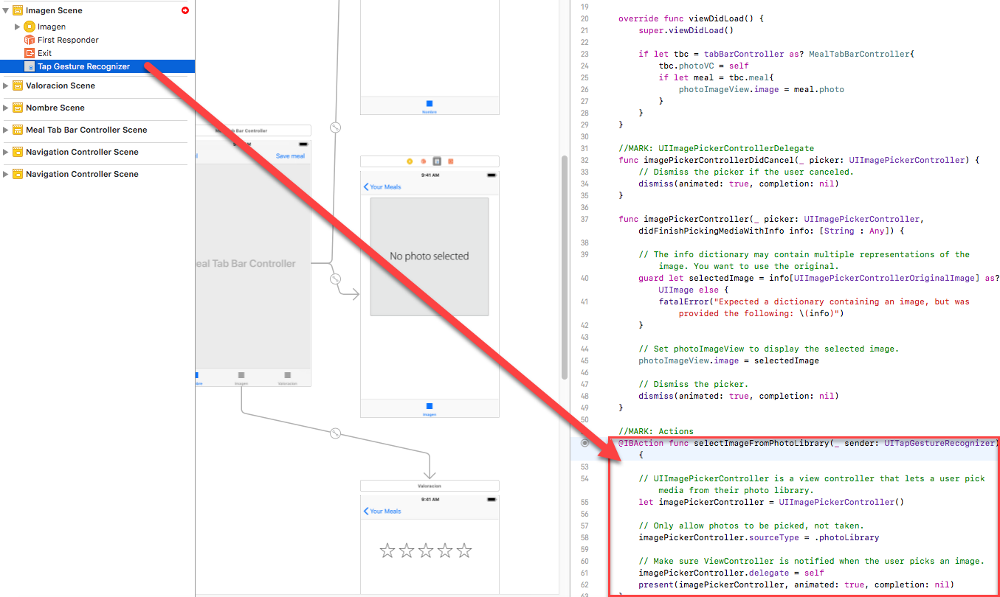 Imagen Scene
Imagen
First Responder
Exit
Tap Gesture Recognizer
Valoracion Scene
Nombre Scene
Meal Tab Bar Controller Scene
Navigation Controller Scene
Navigation Controller Scene
Nombre
Tab Bar Controller
AM
Save meal
eal Tab Bar Controller
Imagen
Valoracion
9:41 AM
Your Meals
No photo selected
Imagen
Valoracion
9:41 AM
Your Meals
19
20 override func viewDidLoad() {
21 super.viewDidLoad()
22
23 if let tbc = tabBarController as? MealTabBarController{
24 tbc.photoVC = self
25 if let meal = tbc.meal{
26 photoImageView.image = meal.photo
27 }
28 }
29 }
30
31 //MARK: UIImagePickerControllerDelegate
32 func imagePickerControllerDidCancel(_ picker: UIImagePickerController) {
33 // Dismiss the picker if the user canceled.
34 dismiss(animated: true, completion: nil)
35 }
36
37 func imagePickerController(_ picker: UIImagePickerController,
didFinishPickingMediaWithInfo info: [String : Any]) {
38
39 // The info dictionary may contain multiple representations of the
image. You want to use the original.
40 guard let selectedImage = info[UIImagePickerControllerOriginalImage] as?
UIImage else {
41 fatalError("Expected a dictionary containing an image, but was
provided the following: \(info)")
42 }
43
44 // Set photoImageView to display the selected image.
45 photoImageView.image = selectedImage
46
47 // Dismiss the picker.
48 dismiss(animated: true, completion: nil)
49 }
50
//MARK: Actions
@IBAction func selectImageFromPhotoLibrary(_ sender: UITapGestureRecognizer)
{
53
54 // UIImagePickerController is a view controller that lets a user pick
media from their photo library.
55 let imagePickerController = UIImagePickerController()
56
57 // Only allow photos to be picked, not taken.
58 imagePickerController.sourceType = .photoLibrary
59
60 // Make sure ViewController is notified when the user picks an image.
61 imagePickerController.delegate = self
62 present(imagePickerController, animated: true, completion: nil)
63